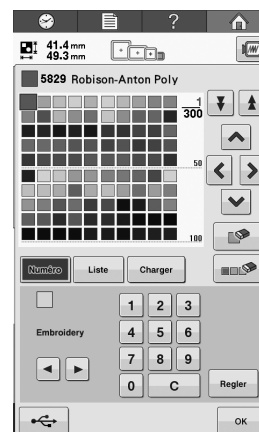 ?
41.4 mm
49.3 mm
5829 Robison-Anton Poly
1
300
50
100
Numéro Liste Charger
1 2 3
Embroidery 4 5 6
7 8 9
0 C Regler
OK